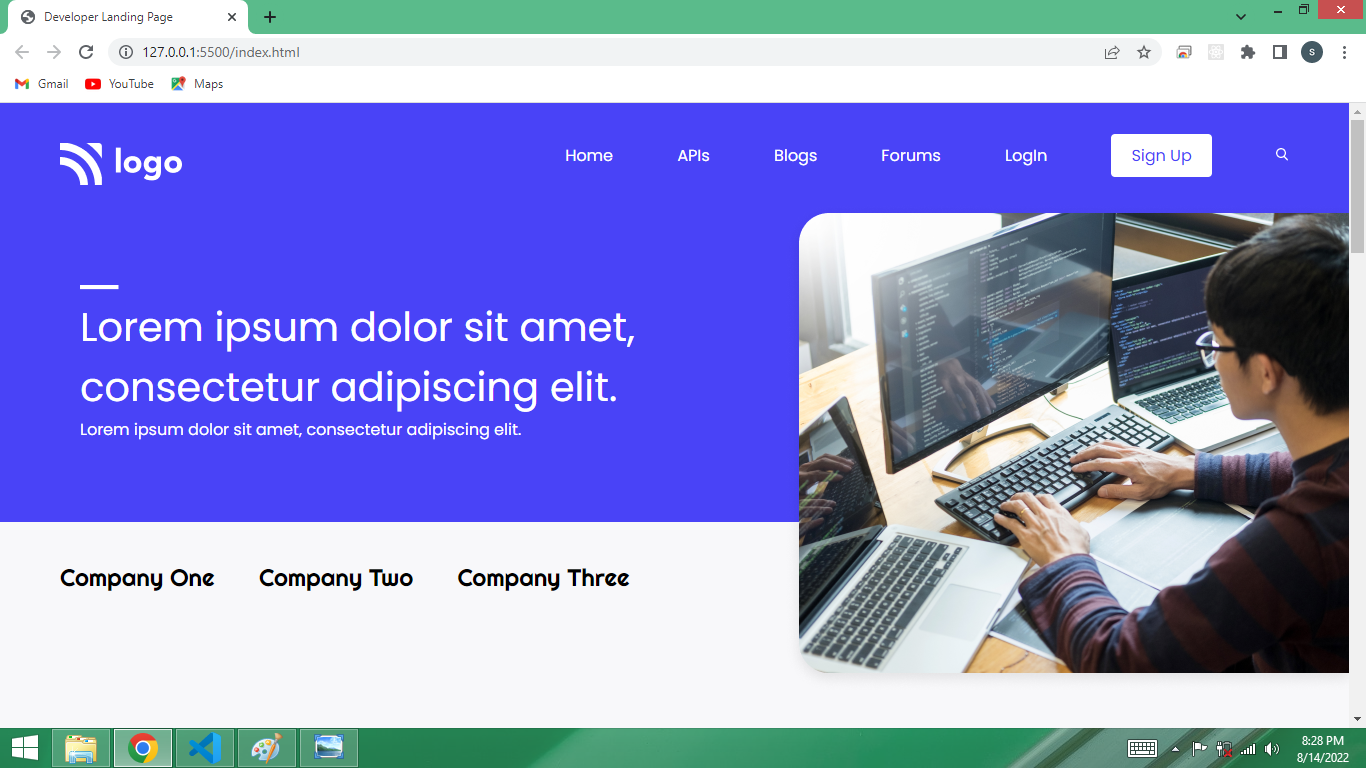 Developer Landing Page
127.0.0.1:5500/index.html
S
Gmail YouTube Maps
logo Home APIs Blogs Forums LogIn Sign Up
Lorem ipsum dolor sit amet,
consectetur adipiscing elit.
Lorem ipsum dolor sit amet, consectetur adipiscing elit.
Company One Company Two Company Three
8:28 PM
8/14/2022